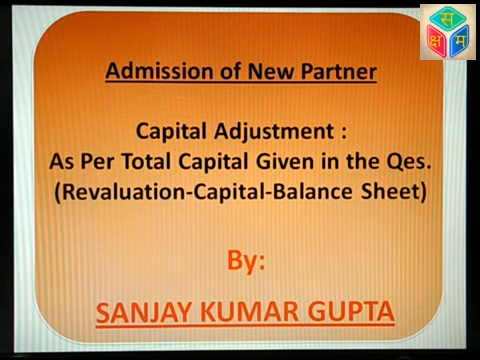 स
क्ष म
Admission of New Partner
Capital Adjustment :
As Per Total Capital Given in the Qes.
(Revaluation-Capital-Balance Sheet)
By:
SANJAY KUMAR GUPTA